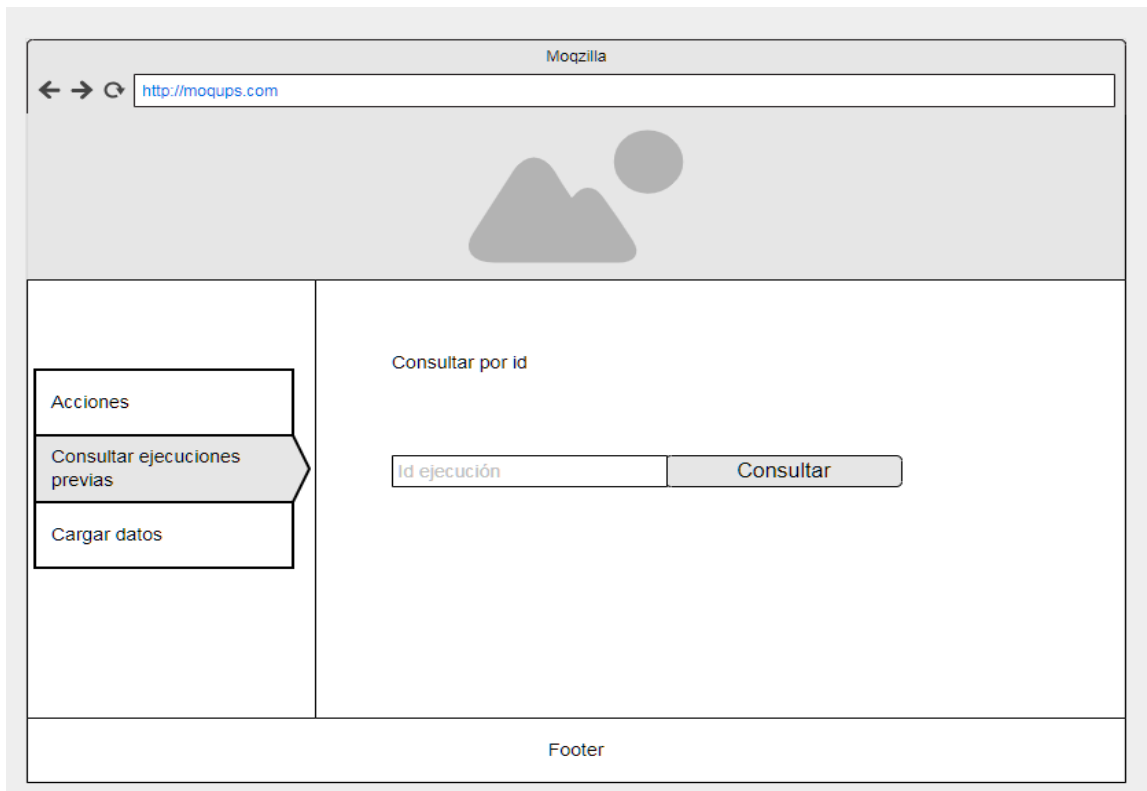 Moqzilla
http://moqups.com
Consultar por id
Acciones
Consultar ejecuciones
previas
Cargar datos
Id ejecución
Consultar
Footer